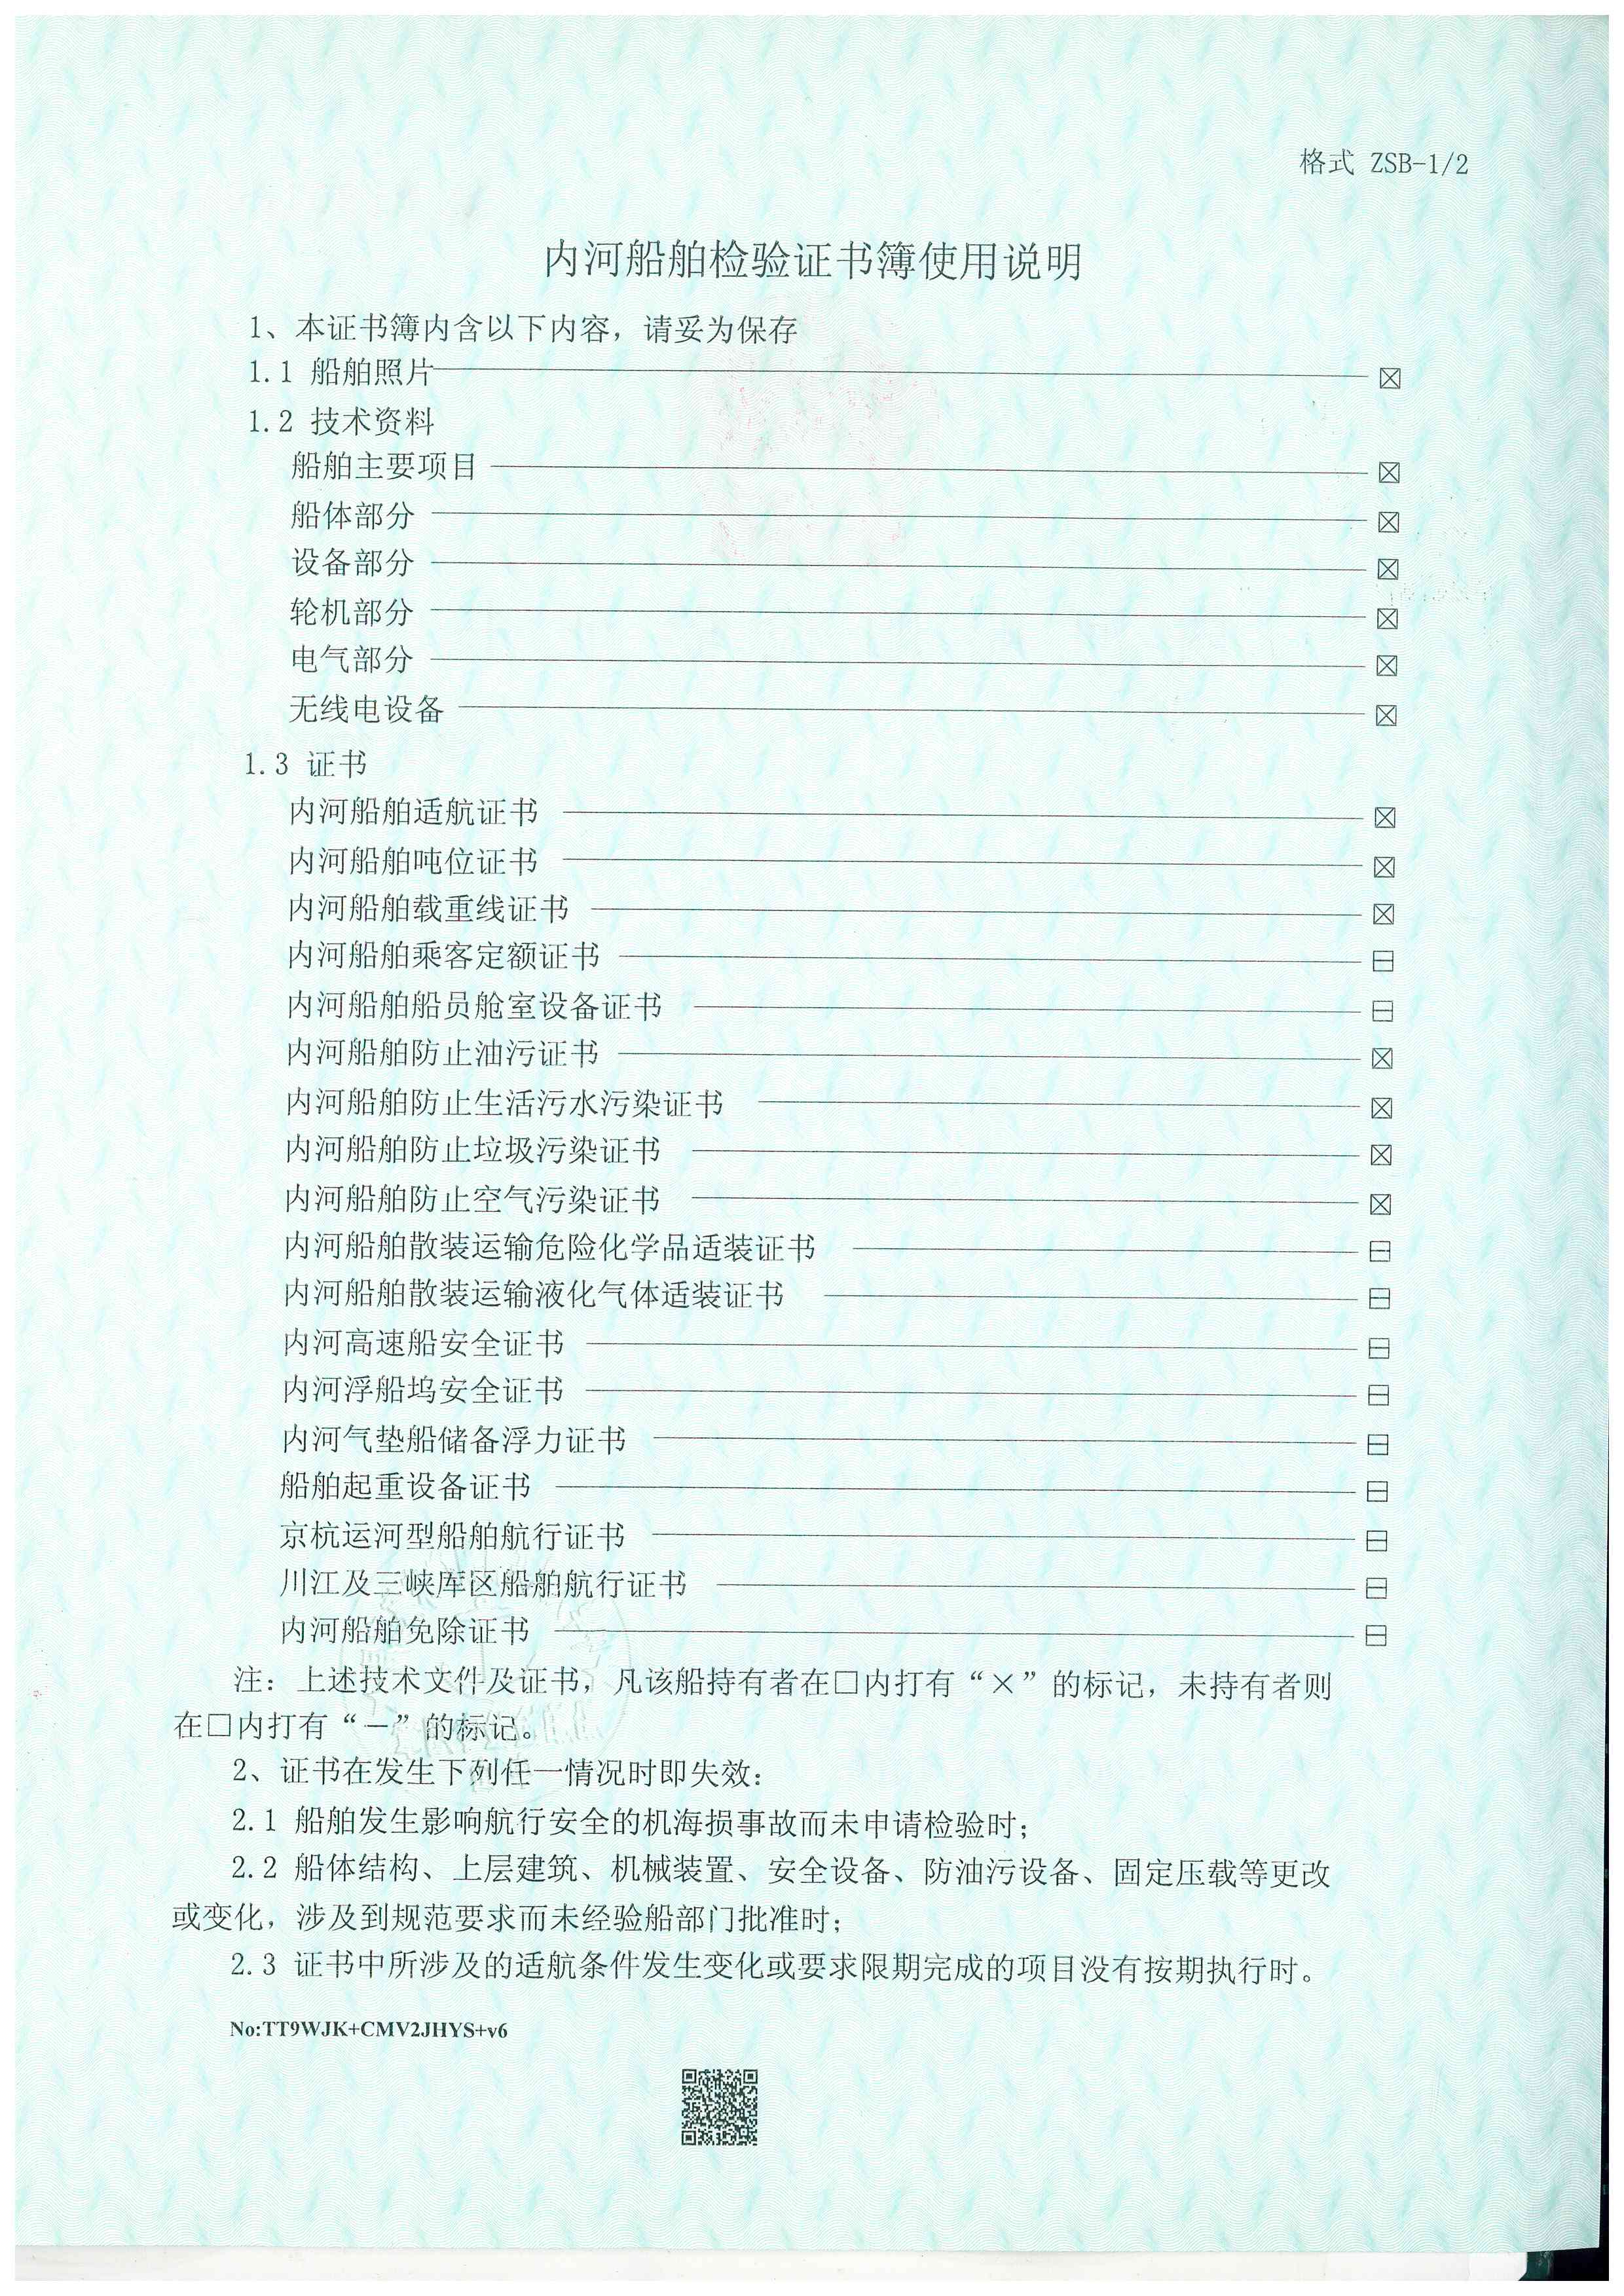 格式 ZSB-1/2
内河船舶检验证书簿使用说明
1、本证书簿内含以下内容，请妥为保存
1.1 船舶照片 ☒
1.2 技术资料
船舶主要项目 ☒
船体部分 ☒
设备部分 ☒
轮机部分 ☒
电气部分 ☒
无线电设备 ☒
1.3 证书
内河船舶适航证书 ☒
内河船舶吨位证书 ☒
内河船舶载重线证书 ☒
内河船舶乘客定额证书 ⊟
内河船舶船员舱室设备证书 ⊟
内河船舶防止油污证书 ☒
内河船舶防止生活污水污染证书 ☒
内河船舶防止垃圾污染证书 ☒
内河船舶防止空气污染证书 ☒
内河船舶散装运输危险化学品适装证书 ⊟
内河船舶散装运输液化气体适装证书 ⊟
内河高速船安全证书 ⊟
内河浮船坞安全证书 ⊟
内河气垫船储备浮力证书 ⊟
船舶起重设备证书 ⊟
京杭运河型船舶航行证书 ⊟
川江及三峡库区船舶航行证书 ⊟
内河船舶免除证书 ⊟
注：上述技术文件及证书，凡该船持有者在□内打有“×”的标记，未持有者则
在□内打有“－”的标记。
2、证书在发生下列任一情况时即失效：
2.1 船舶发生影响航行安全的机海损事故而未申请检验时；
2.2 船体结构、上层建筑、机械装置、安全设备、防油污设备、固定压载等更改
或变化，涉及到规范要求而未经验船部门批准时；
2.3 证书中所涉及的适航条件发生变化或要求限期完成的项目没有按期执行时。
No:TT9WJK+CMV2JHYS+v6